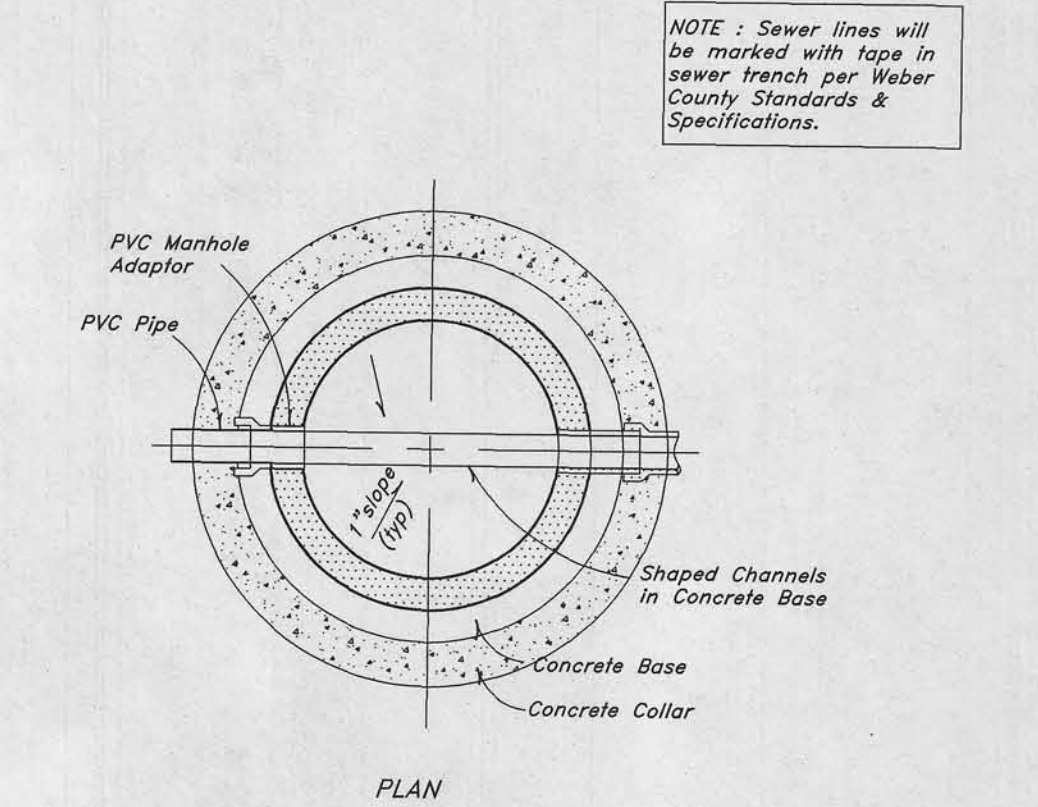 NOTE : Sewer lines will
be marked with tape in
sewer trench per Weber
County Standards &
Specifications.
PVC Manhole
Adaptor
PVC Pipe
1" slope
(typ)
Shaped Channels
in Concrete Base
Concrete Base
Concrete Collar
PLAN